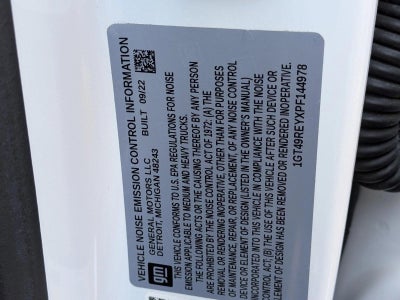 VEHICLE NOISE EMISSION CONTROL INFORMATION
GENERAL MOTORS LLC
DETROIT, MICHIGAN 48243
BUILT 09/22
gm
THIS VEHICLE CONFORMS TO U.S. EPA REGULATIONS FOR NOISE
EMISSION APPLICABLE TO MEDIUM AND HEAVY TRUCKS.
THE FOLLOWING ACTS OR THE CAUSING THEREOF BY ANY PERSON
ARE PROHIBITED BY THE NOISE CONTROL ACT OF 1972: (A) THE
REMOVAL OR RENDERING INOPERATIVE OTHER THAN FOR PURPOSES
OF MAINTENANCE, REPAIR, OR REPLACEMENT, OF ANY NOISE CONTROL
DEVICE OR ELEMENT OF DESIGN (LISTED IN THE OWNER'S MANUAL)
INCORPORATED INTO THIS VEHICLE IN COMPLIANCE WITH THE NOISE
CONTROL ACT. (B) THE USE OF THIS VEHICLE AFTER SUCH DEVICE OR
ELEMENT OF DESIGN HAS BEEN REMOVED OR RENDERED INOPERATIVE.
1GT49REYXPF144978